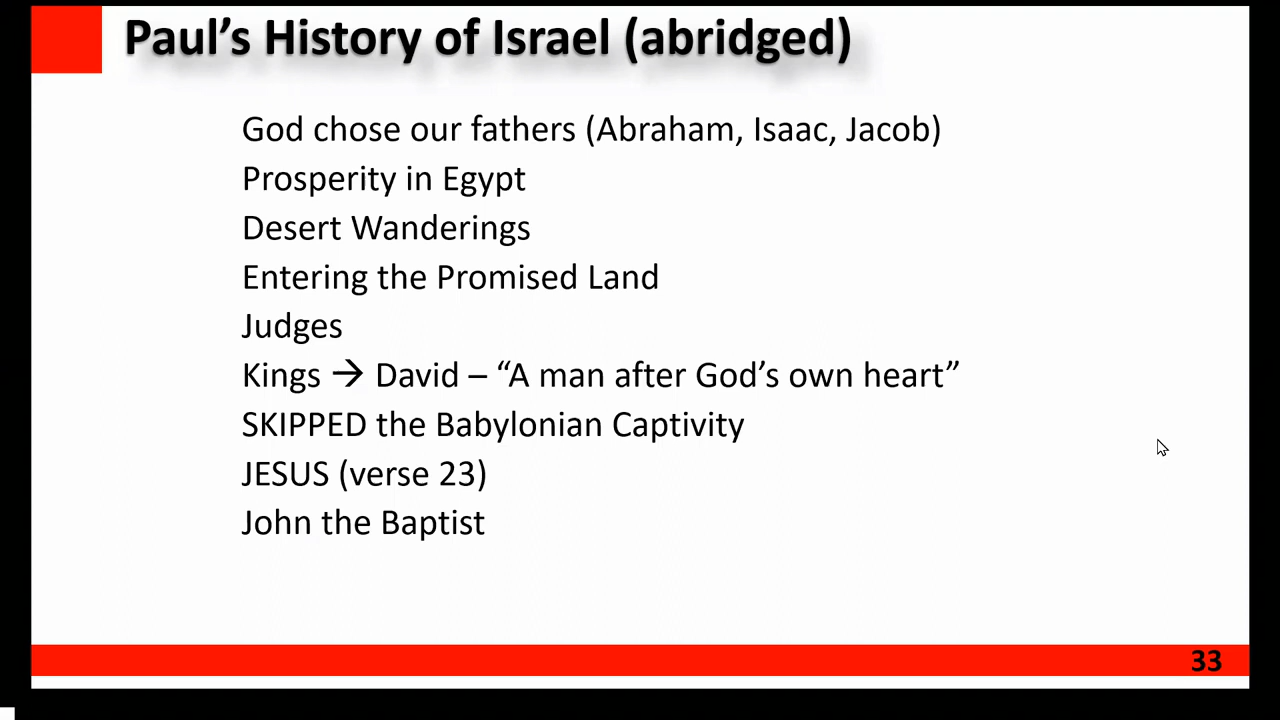 Paul’s History of Israel (abridged)
God chose our fathers (Abraham, Isaac, Jacob)
Prosperity in Egypt
Desert Wanderings
Entering the Promised Land
Judges
Kings → David – “A man after God’s own heart”
SKIPPED the Babylonian Captivity
JESUS (verse 23)
John the Baptist
33